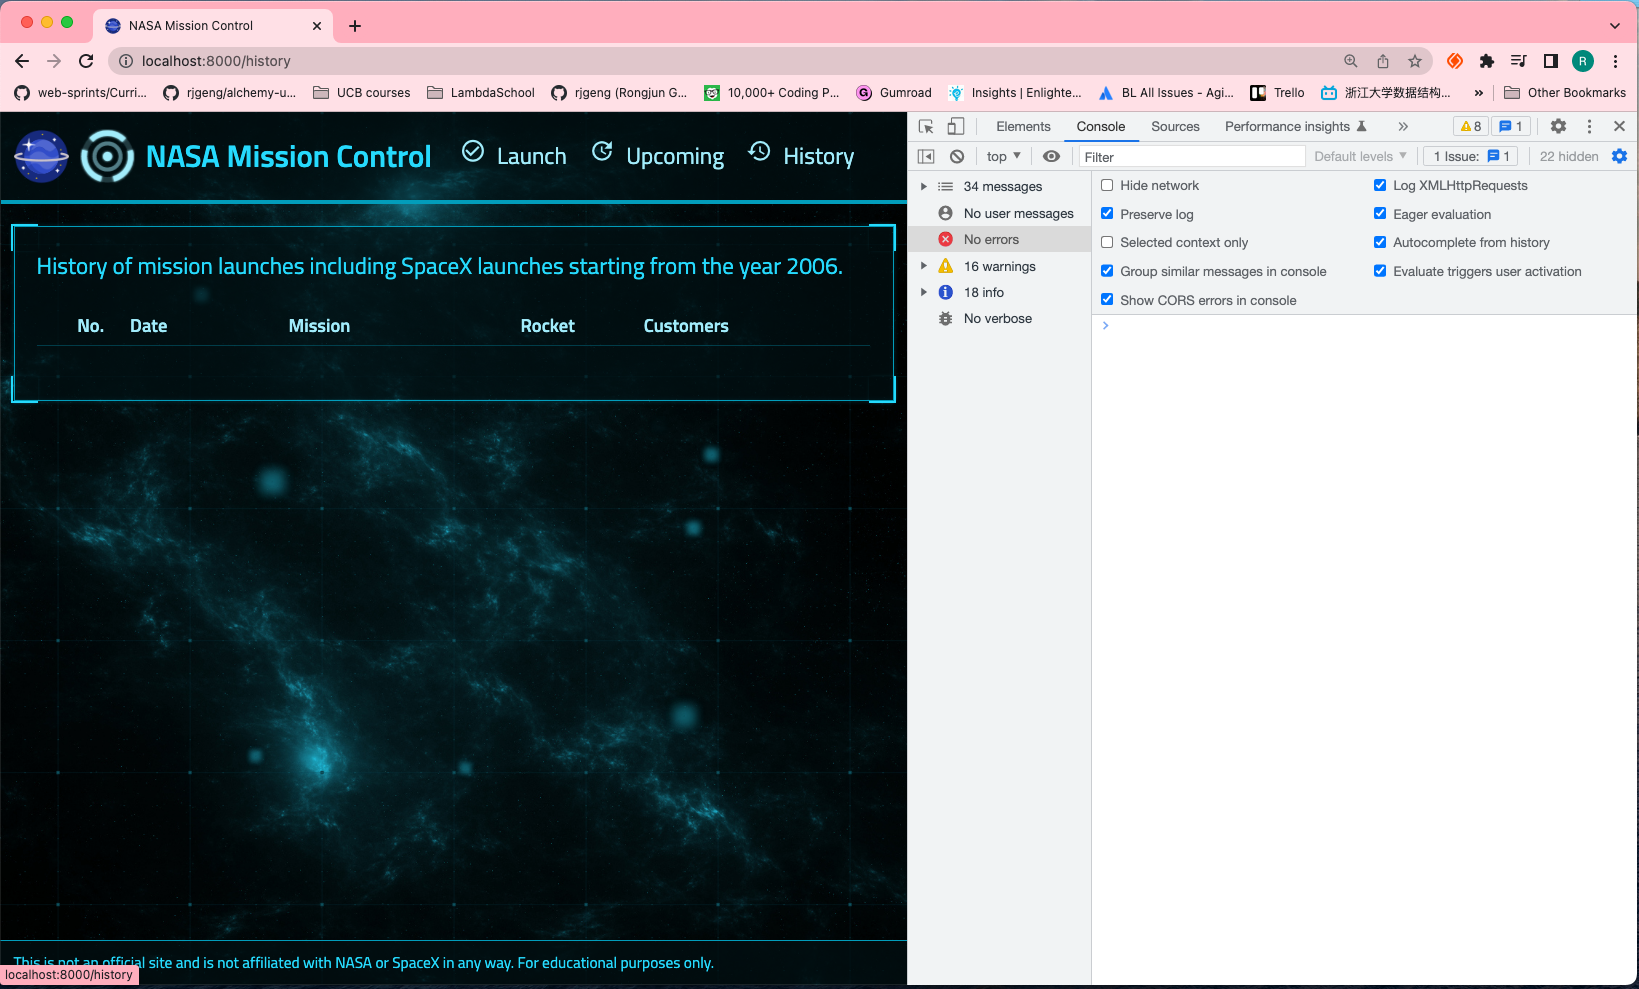 NASA Mission Control
localhost:8000/history
R
web-sprints/Curri...
rjgeng/alchemy-u...
UCB courses
LambdaSchool
rjgeng (Rongjun G...
10,000+ Coding P...
Gumroad
Insights | Enlighte...
BL All Issues - Agi...
Trello
浙江大学数据结构...
»
Other Bookmarks
NASA Mission Control
Launch
Upcoming
History
History of mission launches including SpaceX launches starting from the year 2006.
No. Date Mission Rocket Customers
This is not an official site and is not affiliated with NASA or SpaceX in any way. For educational purposes only.
localhost:8000/history
Elements Console Sources Performance insights » 8 1
top Filter Default levels 1 Issue: 1 22 hidden
34 messages
No user messages
No errors
16 warnings
18 info
No verbose
Hide network
Log XMLHttpRequests
Preserve log
Eager evaluation
Selected context only
Autocomplete from history
Group similar messages in console
Evaluate triggers user activation
Show CORS errors in console